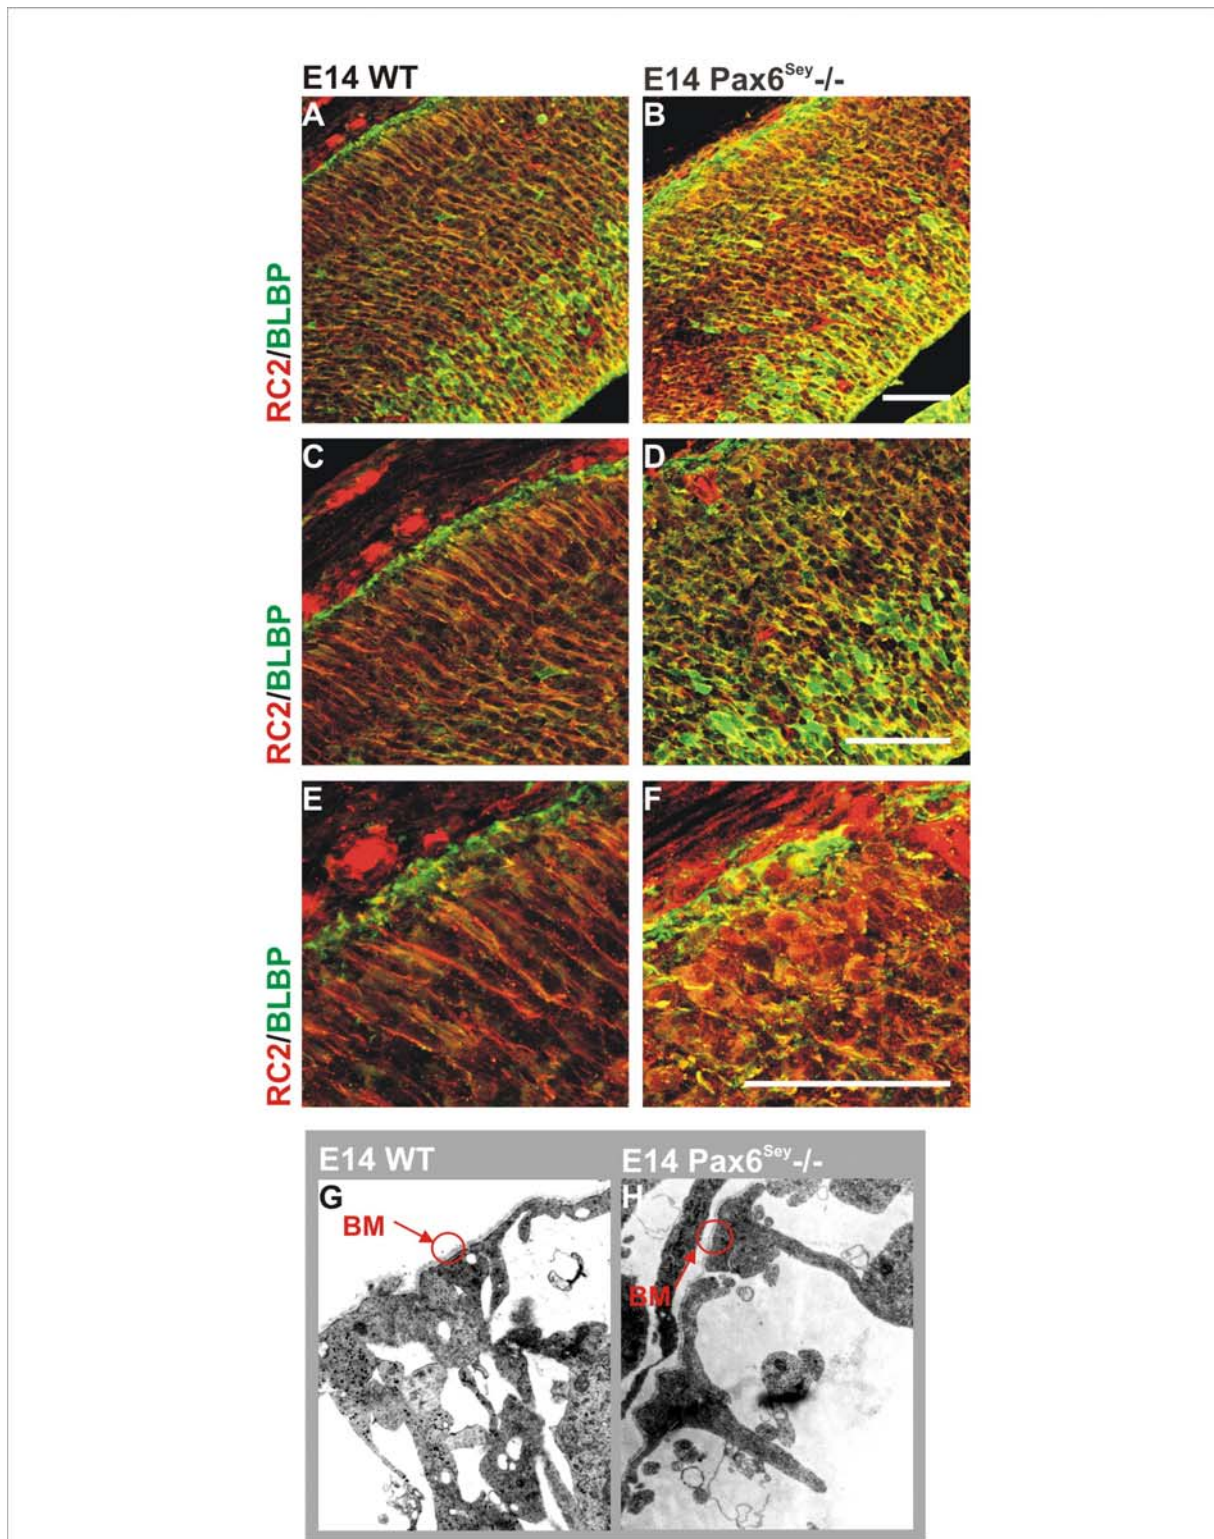 E14 WT
E14 Pax6Sey-/-
A
B
RC2/BLBP
C
D
RC2/BLBP
E
F
RC2/BLBP
E14 WT
E14 Pax6Sey-/-
G
BM
H
BM